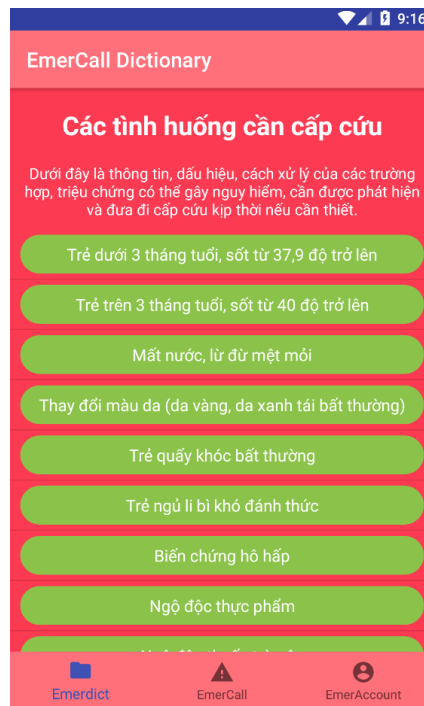 9:16
EmerCall Dictionary
Các tình huống cần cấp cứu
Dưới đây là thông tin, dấu hiệu, cách xử lý của các trường
hợp, triệu chứng có thể gây nguy hiểm, cần được phát hiện
và đưa đi cấp cứu kịp thời nếu cần thiết.
Trẻ dưới 3 tháng tuổi, sốt từ 37,9 độ trở lên
Trẻ trên 3 tháng tuổi, sốt từ 40 độ trở lên
Mất nước, lừ đừ mệt mỏi
Thay đổi màu da (da vàng, da xanh tái bất thường)
Trẻ quấy khóc bất thường
Trẻ ngủ li bì khó đánh thức
Biến chứng hô hấp
Ngộ độc thực phẩm
Emerdict
EmerCall
EmerAccount